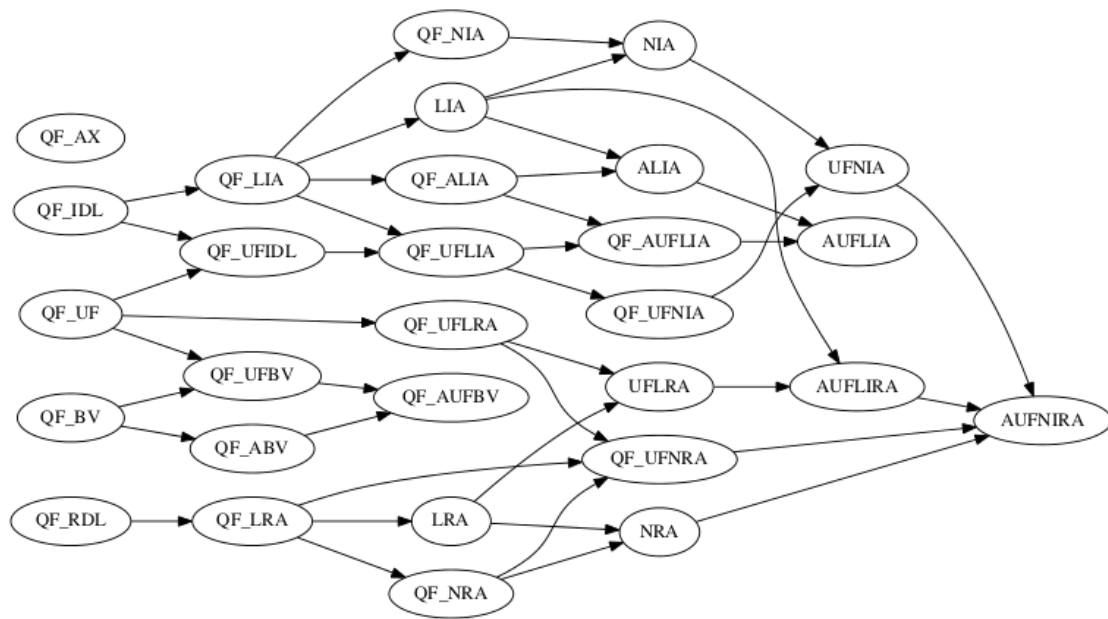 QF_NIA
NIA
LIA
QF_AX
QF_LIA
QF_ALIA
ALIA
UFNIA
QF_IDL
QF_UFIDL
QF_UFLIA
QF_AUFLIA
AUFLIA
QF_UF
QF_UFLRA
QF_UFNIA
QF_UFBV
QF_AUFBV
UFLRA
AUFLIRA
QF_BV
QF_ABV
QF_UFNRA
AUFNIRA
QF_RDL
QF_LRA
LRA
NRA
QF_NRA